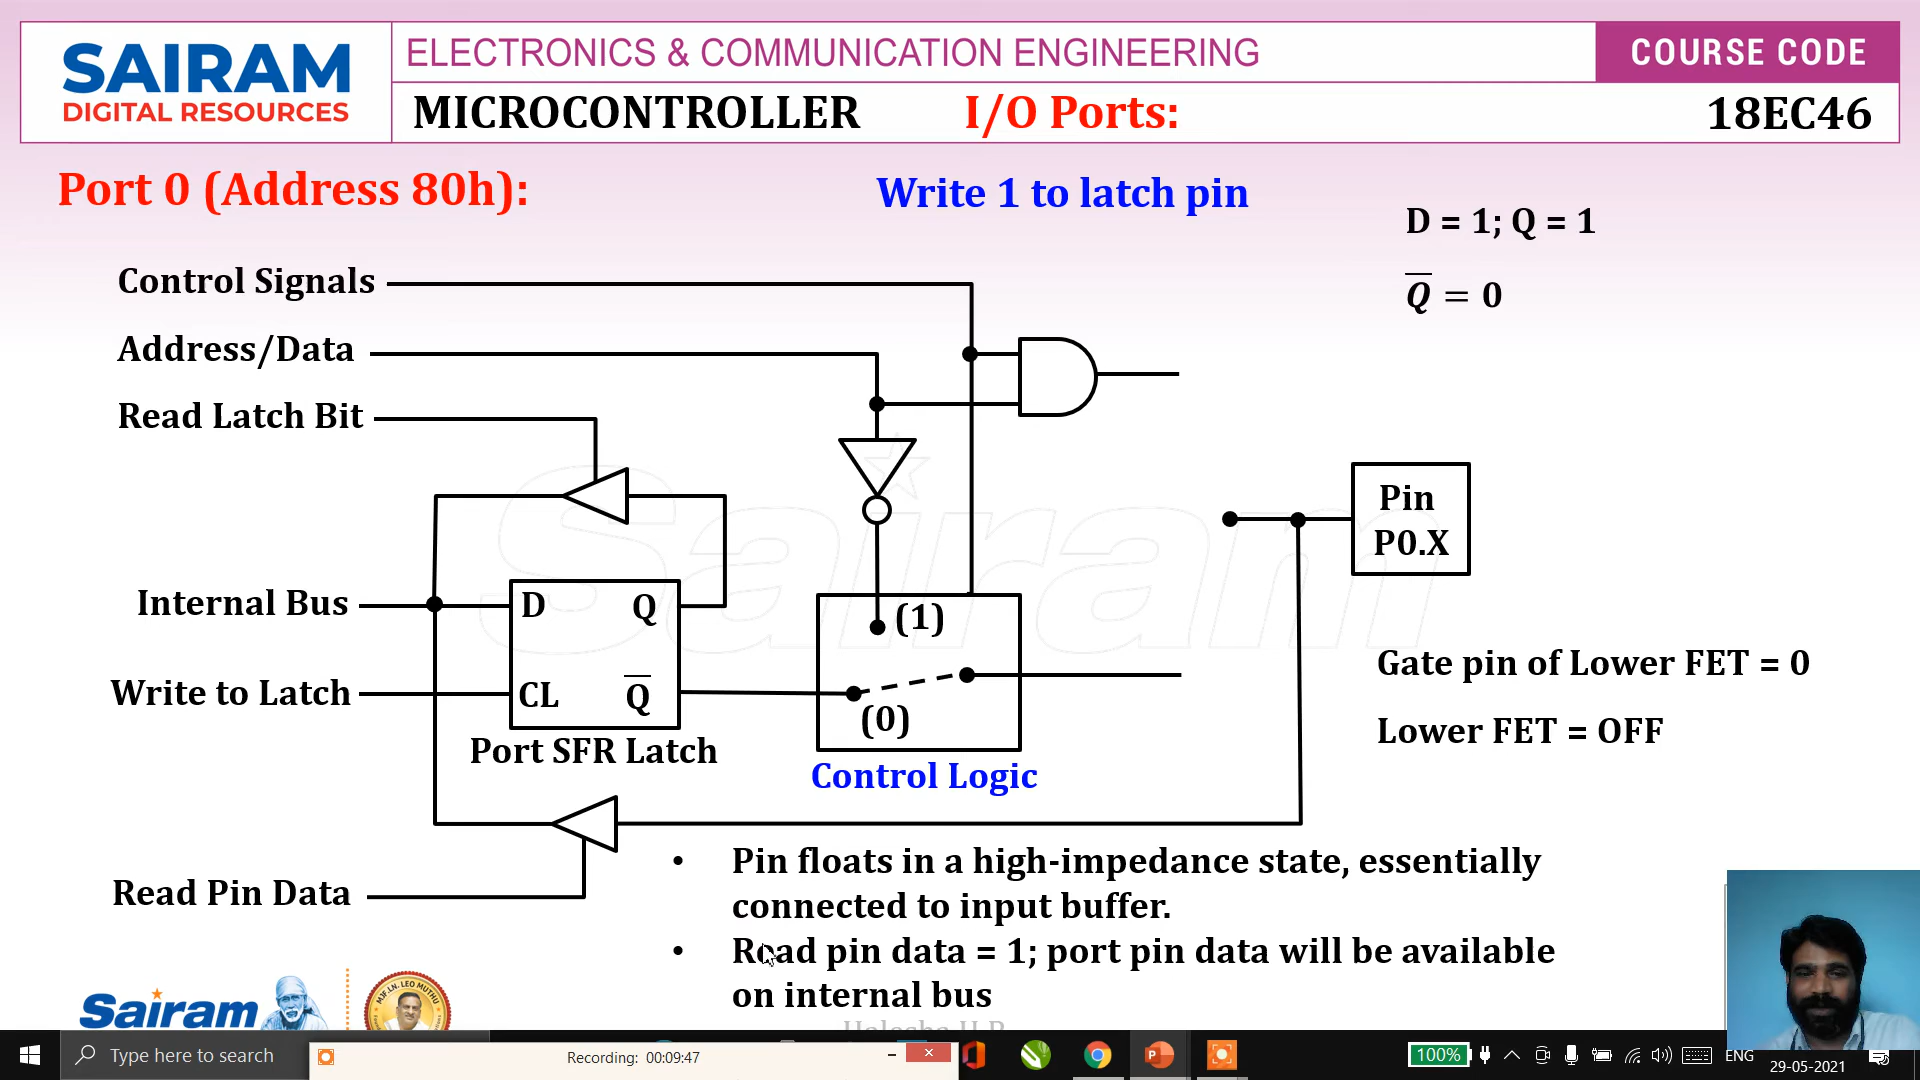 SAIRAM
DIGITAL RESOURCES
ELECTRONICS & COMMUNICATION ENGINEERING
COURSE CODE
MICROCONTROLLER
I/O Ports:
18EC46
Port 0 (Address 80h):
Write 1 to latch pin
D = 1; Q = 1
Q̅ = 0
Control Signals
Address/Data
Read Latch Bit
Pin
P0.X
Internal Bus
D
Q
(1)
Write to Latch
CL
Q̅
(0)
Gate pin of Lower FET = 0
Lower FET = OFF
Port SFR Latch
Control Logic
Read Pin Data
• Pin floats in a high-impedance state, essentially
connected to input buffer.
• Read pin data = 1; port pin data will be available
on internal bus
Sairam
Sairam
MJF.LN. LEO MUTHU
Type here to search
Recording: 00:09:47
100%
ENG
29-05-2021